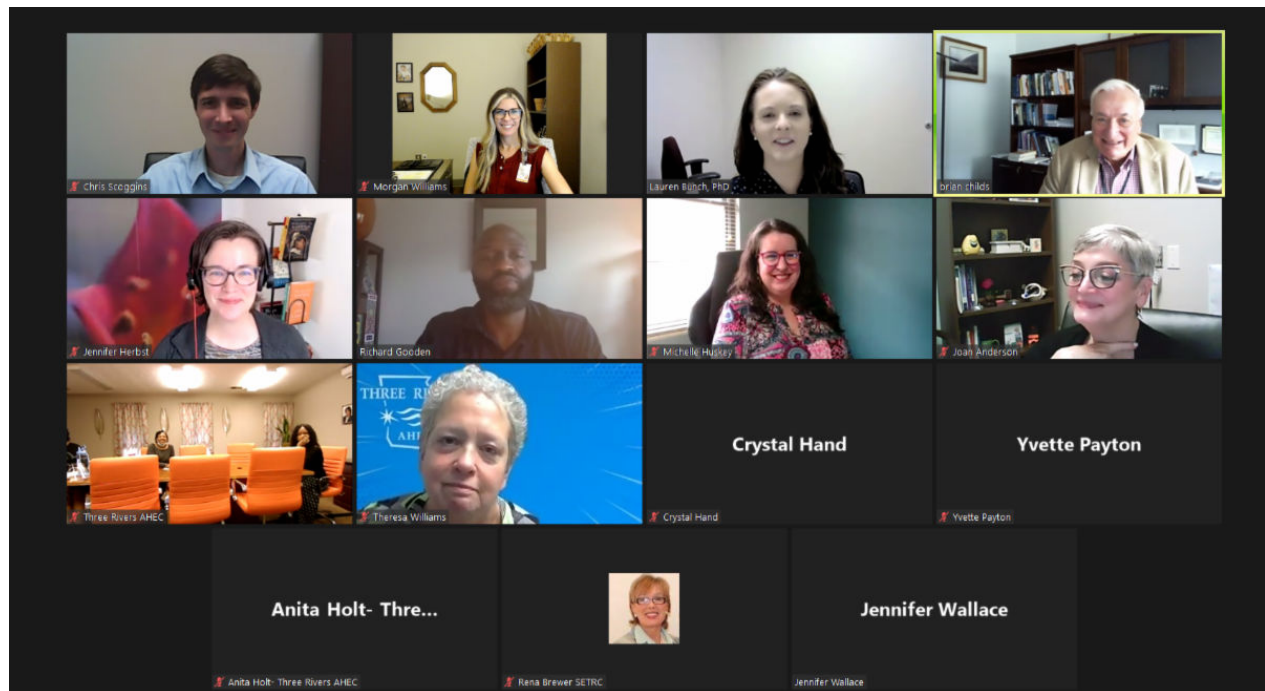 Chris Scoggins
Morgan Williams
Lauren Bunch, PhD
brian childs
Jennifer Herbst
Richard Gooden
Michelle Huskey
Joan Anderson
THREE RI
AHE
Three Rivers AHEC
Theresa Williams
Crystal Hand
Crystal Hand
Yvette Payton
Yvette Payton
Anita Holt- Thre...
Anita Holt- Three Rivers AHEC
Rena Brewer SETRC
Jennifer Wallace
Jennifer Wallace